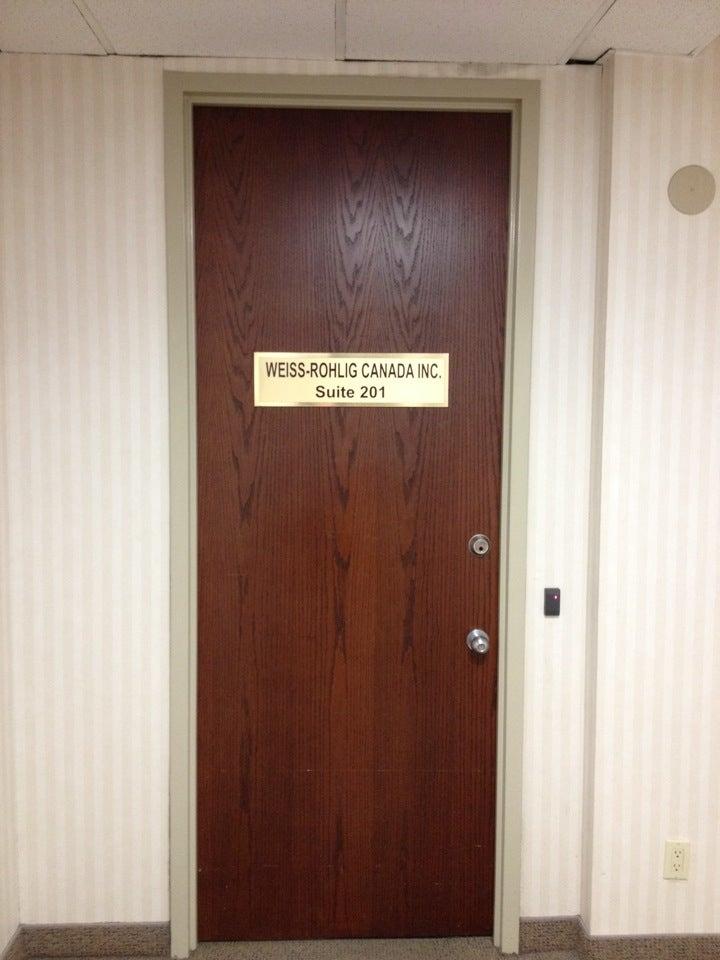 WEISS-ROHLIG CANADA INC.
Suite 201